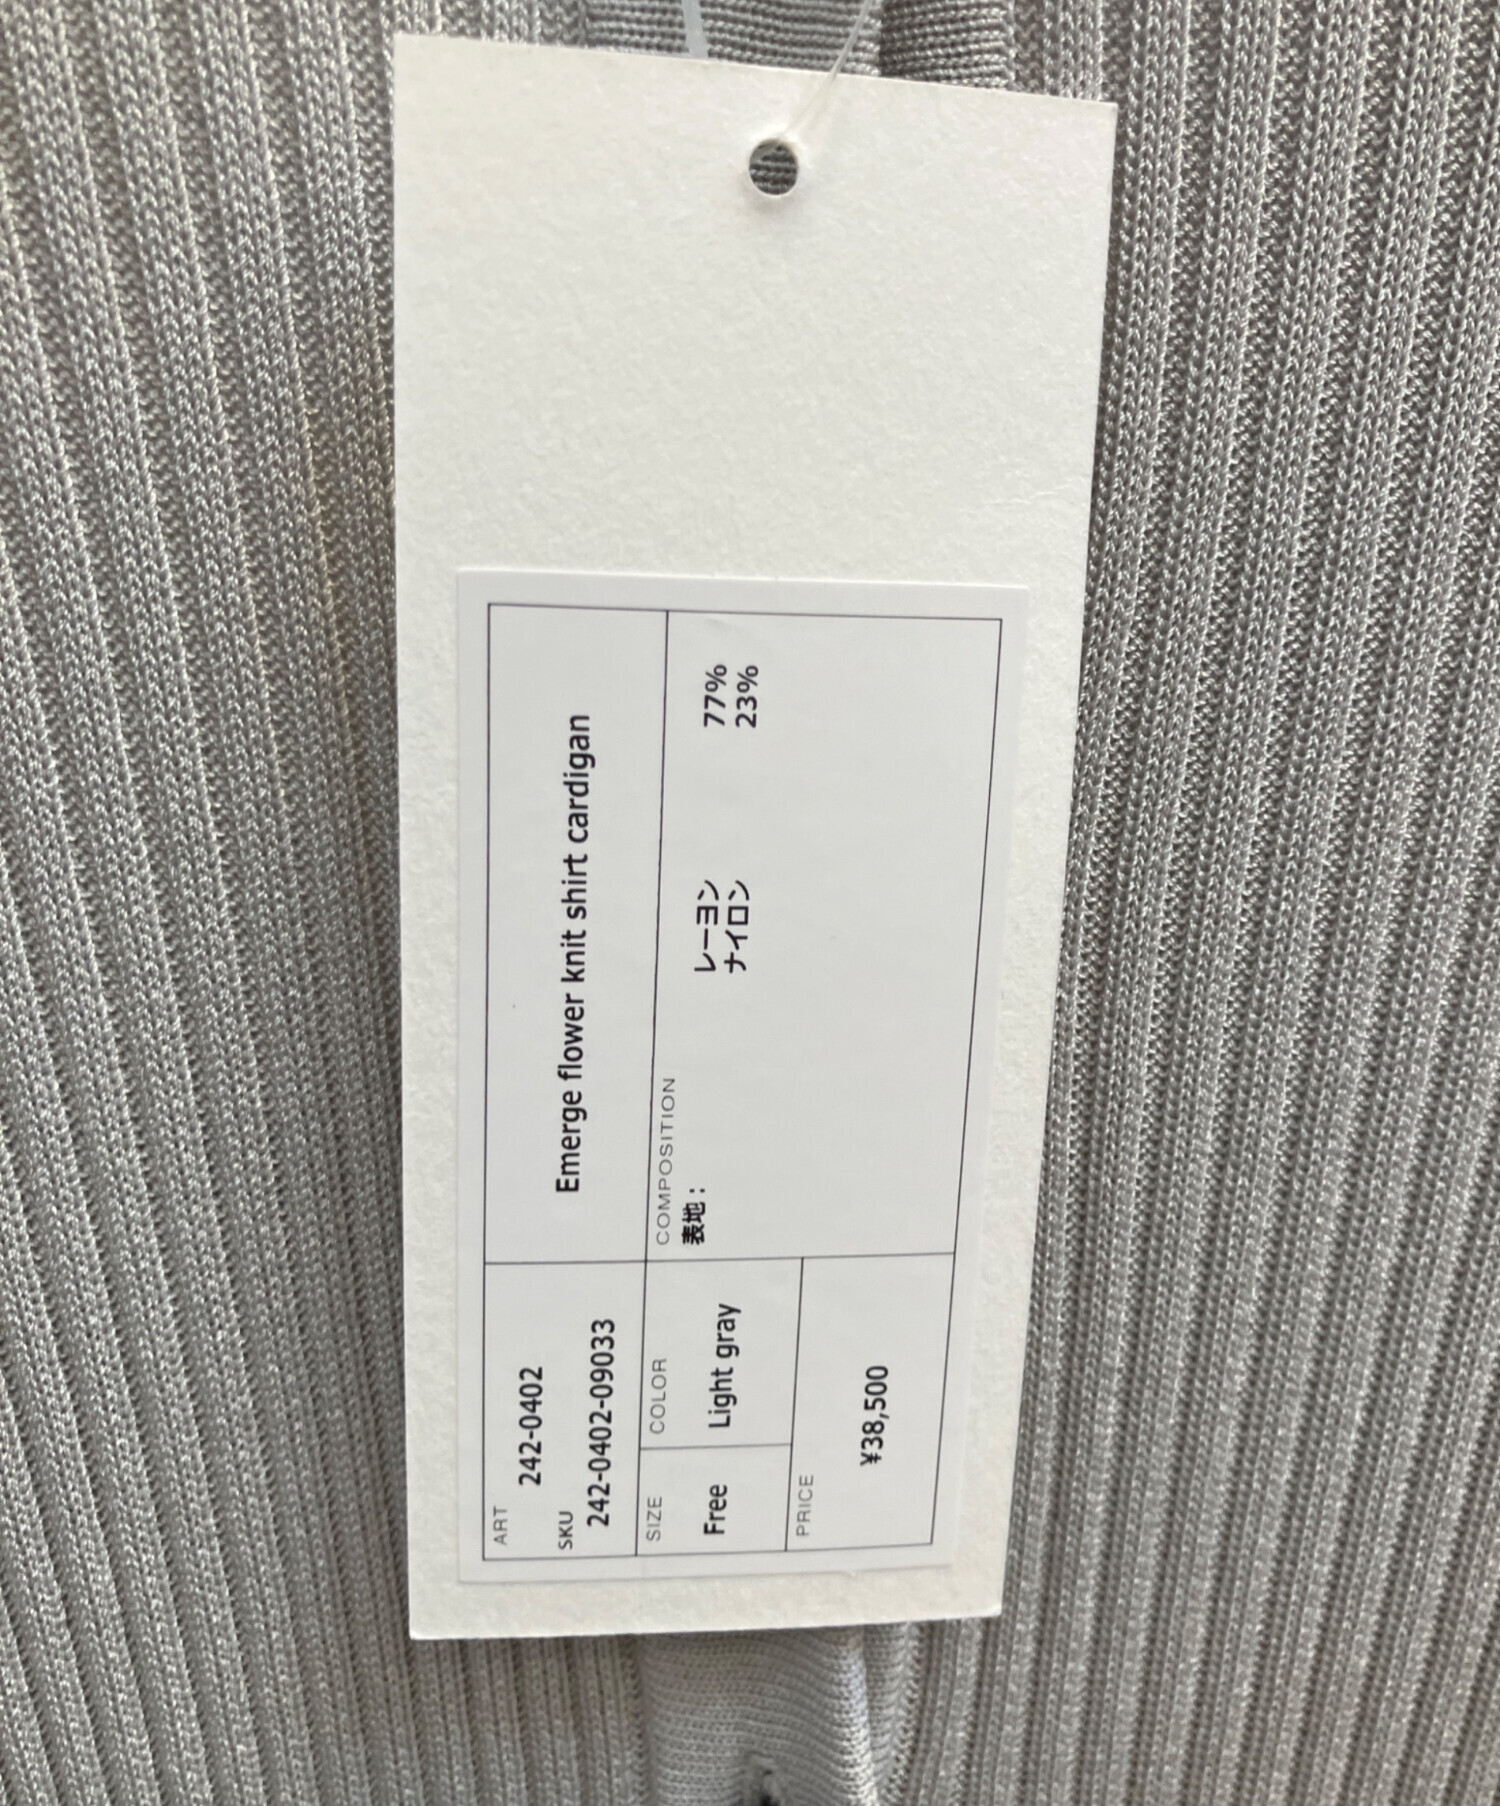 ART
242-0402
SKU
242-0402-09033
Emerge flower knit shirt cardigan
SIZE
Free
COLOR
Light gray
PRICE
¥38,500
COMPOSITION
表地：
レーヨン 77%
ナイロン 23%